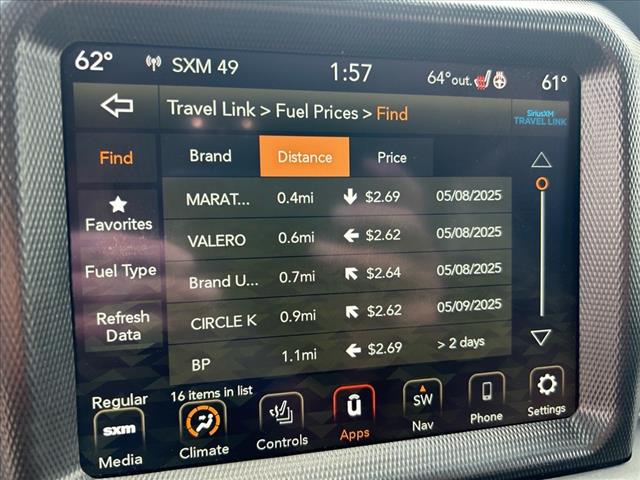 62° SXM 49 1:57 64°out. 61°
Travel Link > Fuel Prices > Find
SiriusXM
TRAVEL LINK
Find Brand Distance Price
Favorites
Fuel Type
Refresh
Data
MARAT... 0.4mi $2.69 05/08/2025
VALERO 0.6mi $2.62 05/08/2025
Brand U... 0.7mi $2.64 05/08/2025
CIRCLE K 0.9mi $2.62 05/09/2025
BP 1.1mi $2.69 > 2 days
Regular 16 items in list
sxm
SW
Media Climate Controls Apps Nav Phone Settings